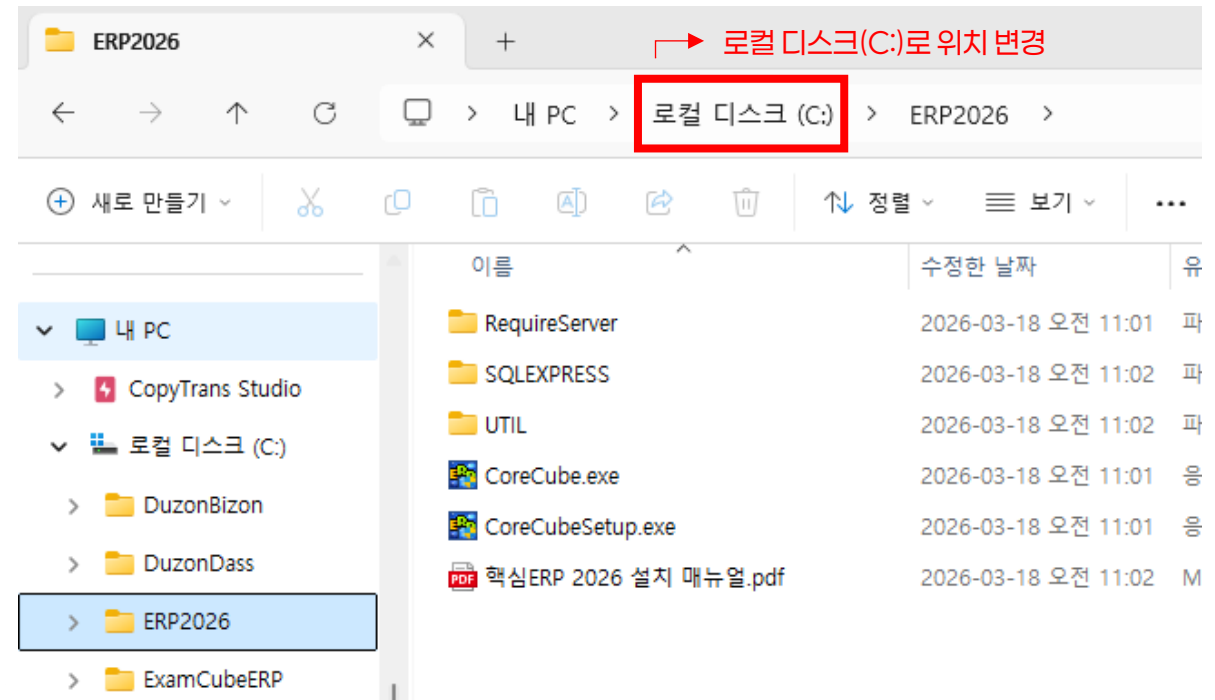 ERP2026
로컬 디스크(C:)로 위치 변경
내 PC > 로컬 디스크 (C:) > ERP2026 >
새로 만들기 정렬 보기 ...
이름 수정한 날짜 유
내 PC
CopyTrans Studio
로컬 디스크 (C:)
DuzonBizon
DuzonDass
ERP2026
ExamCubeERP
RequireServer 2026-03-18 오전 11:01 파
SQLEXPRESS 2026-03-18 오전 11:02 파
UTIL 2026-03-18 오전 11:02 파
CoreCube.exe 2026-03-18 오전 11:01 응
CoreCubeSetup.exe 2026-03-18 오전 11:01 응
PDF 핵심ERP 2026 설치 매뉴얼.pdf 2026-03-18 오전 11:02 M